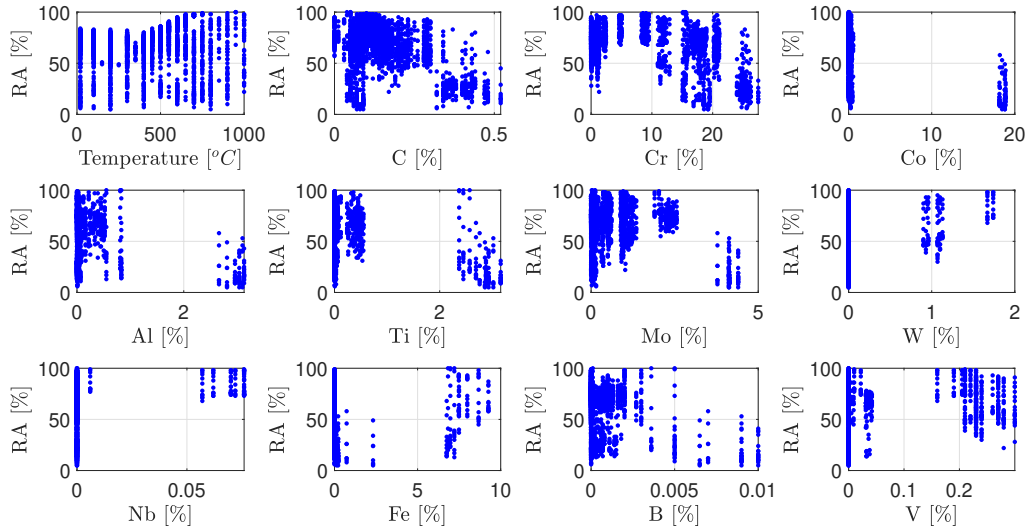 100
50
0
RA [%]
0 500 1000
Temperature [°C]
100
50
0
RA [%]
0 0.5
C [%]
100
50
0
RA [%]
0 10 20
Cr [%]
100
50
0
RA [%]
0 10 20
Co [%]
100
50
0
RA [%]
0 2
Al [%]
100
50
0
RA [%]
0 2
Ti [%]
100
50
0
RA [%]
0 5
Mo [%]
100
50
0
RA [%]
0 1 2
W [%]
100
50
0
RA [%]
0 0.05
Nb [%]
100
50
0
RA [%]
0 5 10
Fe [%]
100
50
0
RA [%]
0 0.005 0.01
B [%]
100
50
0
RA [%]
0 0.1 0.2
V [%]